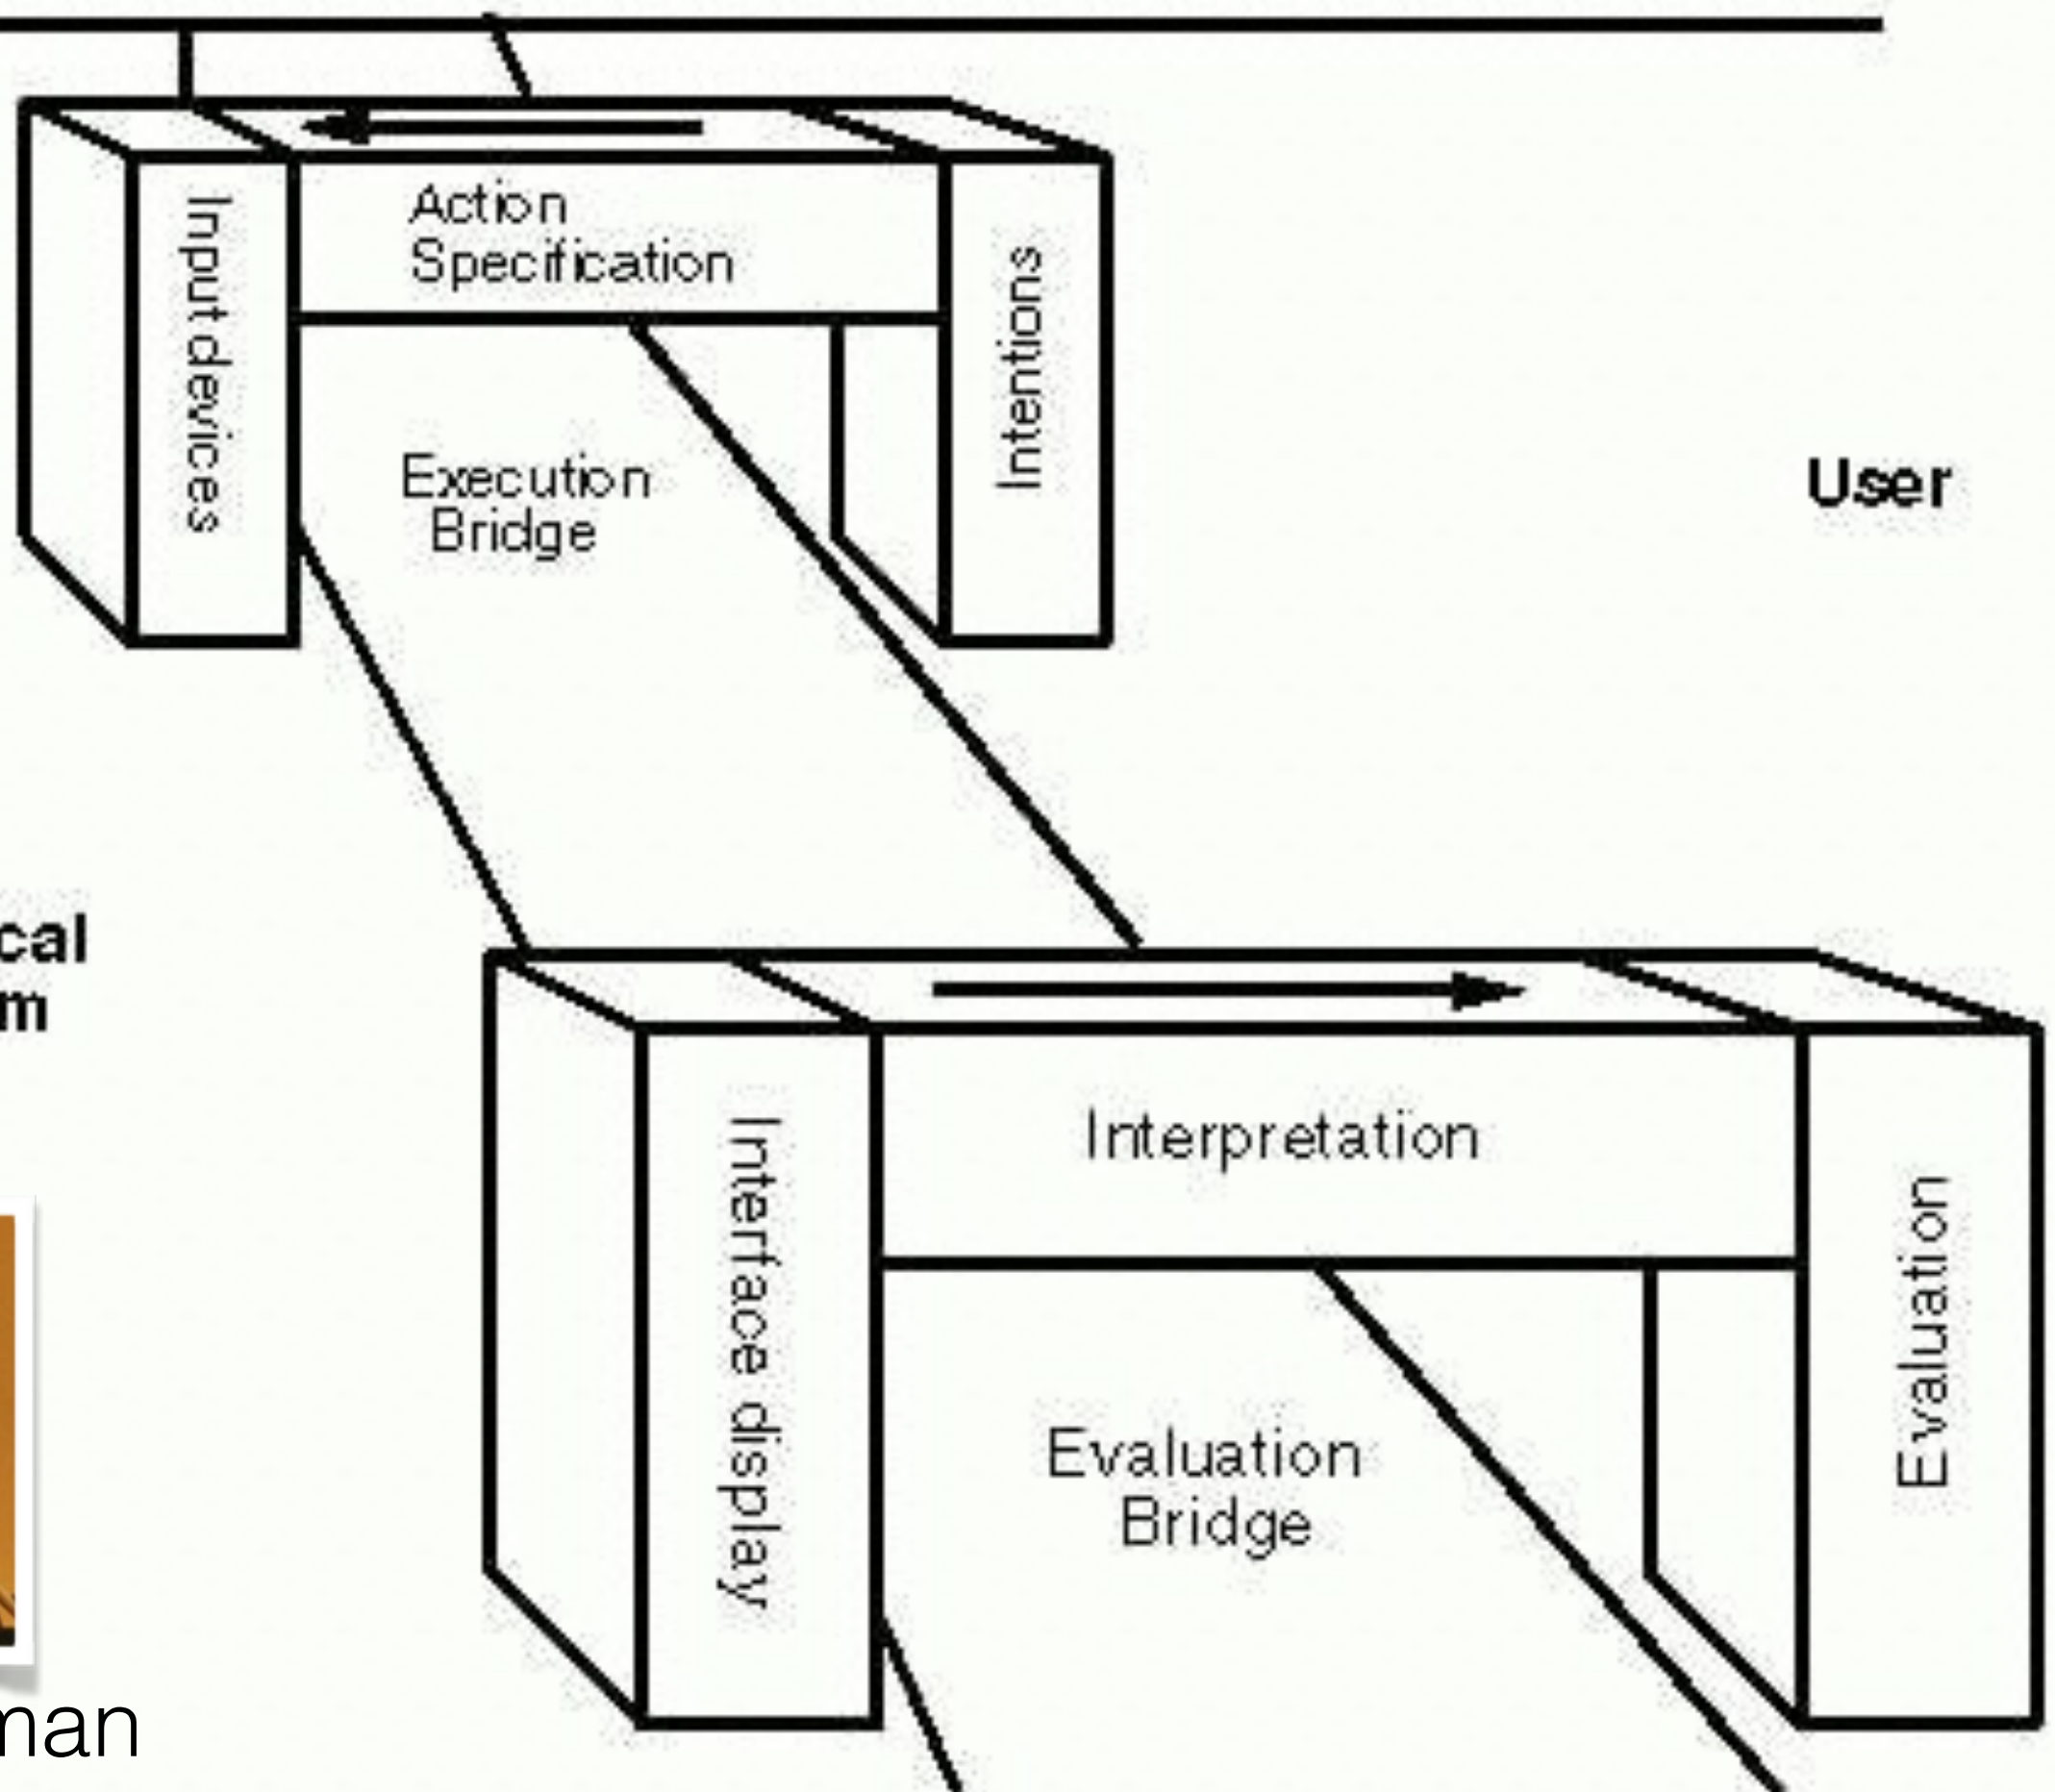 Action
Specification
Input devices
Intentions
Execution
Bridge
User
cal
m
Interpretation
Interface display
Evaluation
Evaluation
Bridge
man